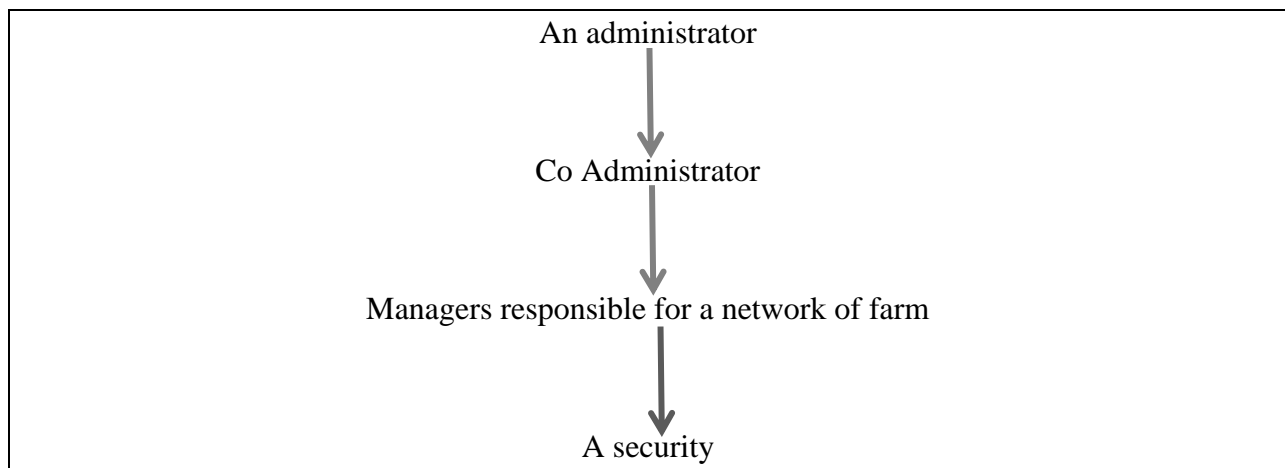 An administrator
Co Administrator
Managers responsible for a network of farm
A security